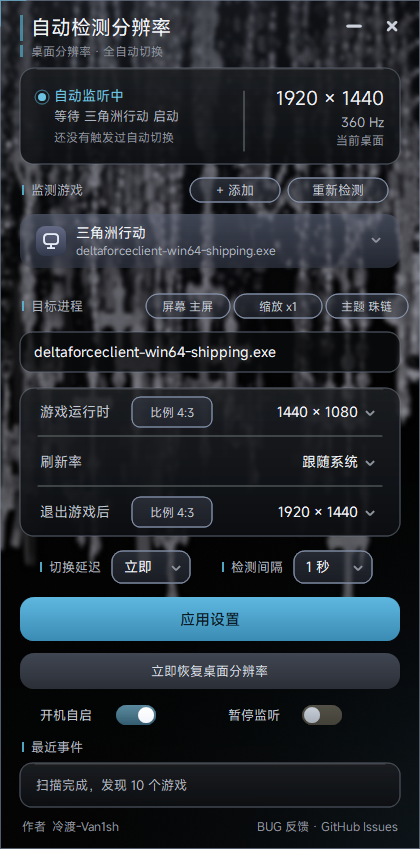 自动检测分辨率
桌面分辨率 · 全自动切换
自动监听中
等待 三角洲行动 启动
还没有触发过自动切换
1920 × 1440
360 Hz
当前桌面
监测游戏
+ 添加
重新检测
三角洲行动
deltaforceclient-win64-shipping.exe
目标进程
屏幕 主屏
缩放 x1
主题 珠链
deltaforceclient-win64-shipping.exe
游戏运行时
比例 4:3
1440 × 1080
刷新率
跟随系统
退出游戏后
比例 4:3
1920 × 1440
切换延迟
立即
检测间隔
1 秒
应用设置
立即恢复桌面分辨率
开机自启
暂停监听
最近事件
扫描完成，发现 10 个游戏
作者 冷渡-Van1sh
BUG 反馈 · GitHub Issues